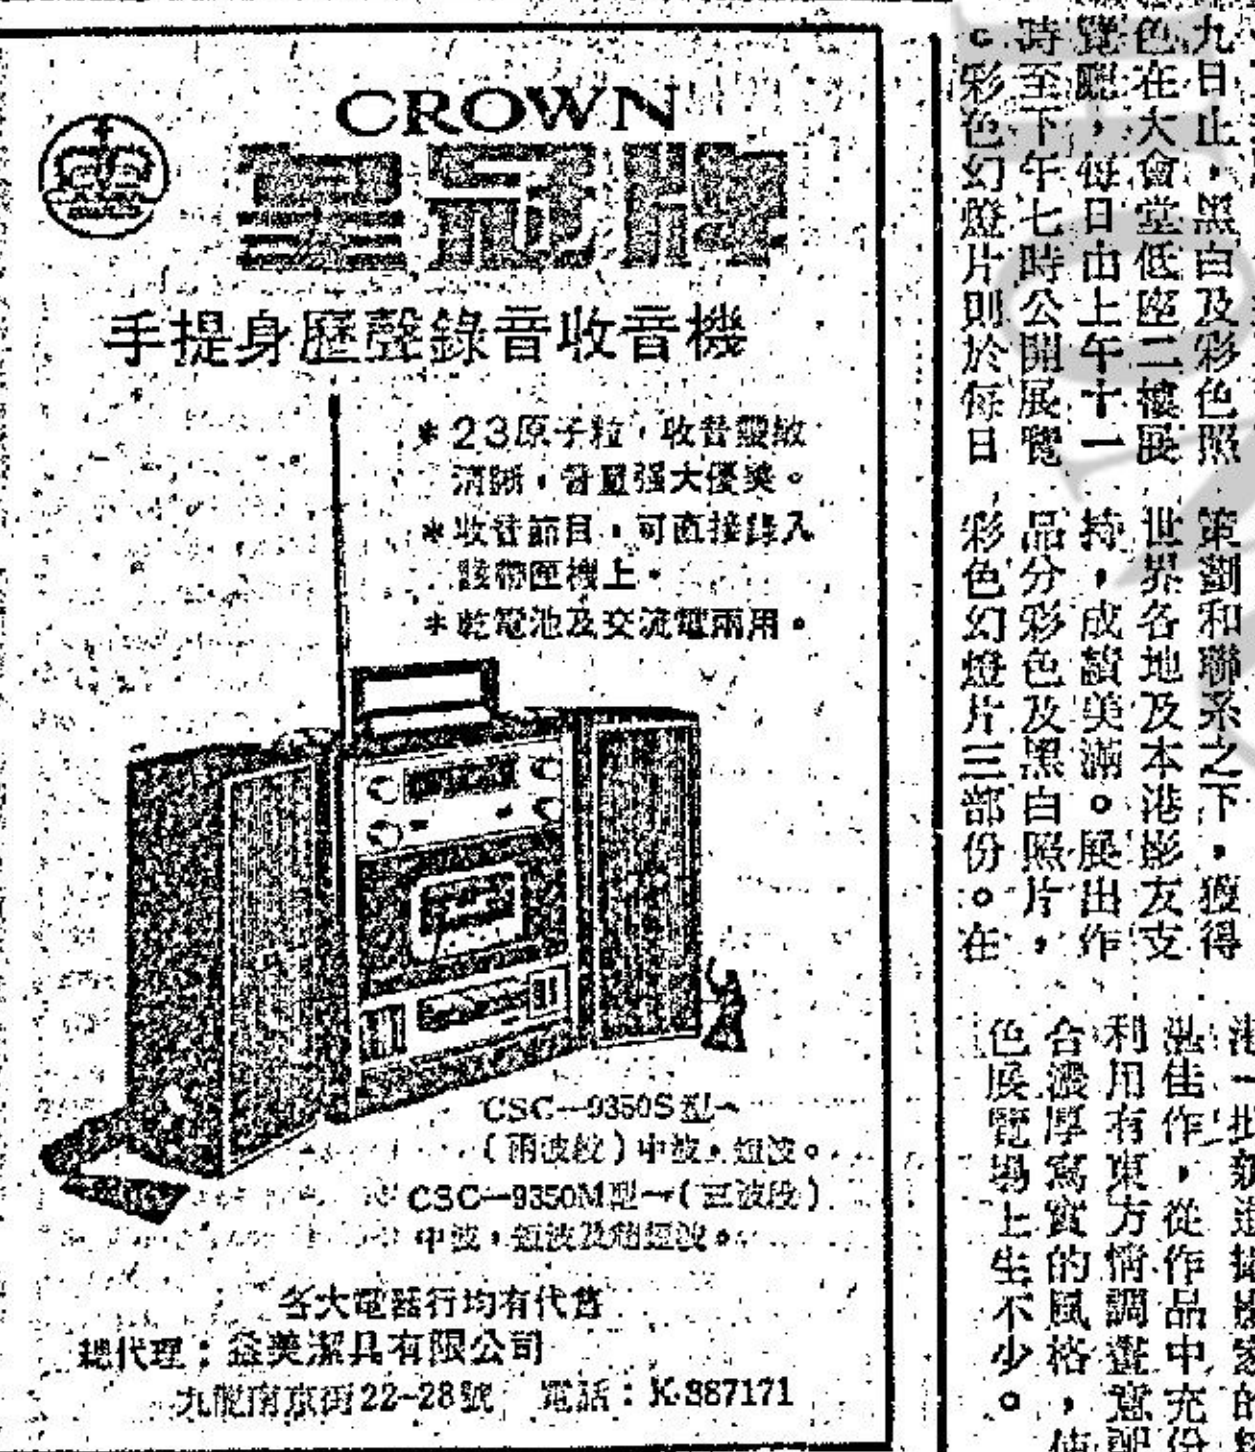 CROWN
皇冠牌
手提身歷聲錄音收音機
*23原子粒,收音靈敏
清晰,音量强大優美。
*收音節目,可直接錄入
該帶匣機上。
*乾電池及交流電兩用。
CSC—9350S型—
(兩波段)中波,短波。
CSC—9350M型—(三波段)
中波,短波及超短波。
各大電器行均有代售
總代理:益美潔具有限公司
九龍南京街22-28號 電話:K-887171
九日止,黑白及彩色照
色在大會堂低座二樓展
覽廳,每日由上午十一
時至下午七時公開展覽
。彩色幻燈片則於每日
策劃和聯系之下,獲得
世界各地及本港影友支
持,成績美滿。展出作
品分彩色及黑白照片,
彩色幻燈片三部份。在
佳作,從作品中充份
利用有東方情調畫意配
合濃厚寫實的風格,使
色展覽場上生不少。